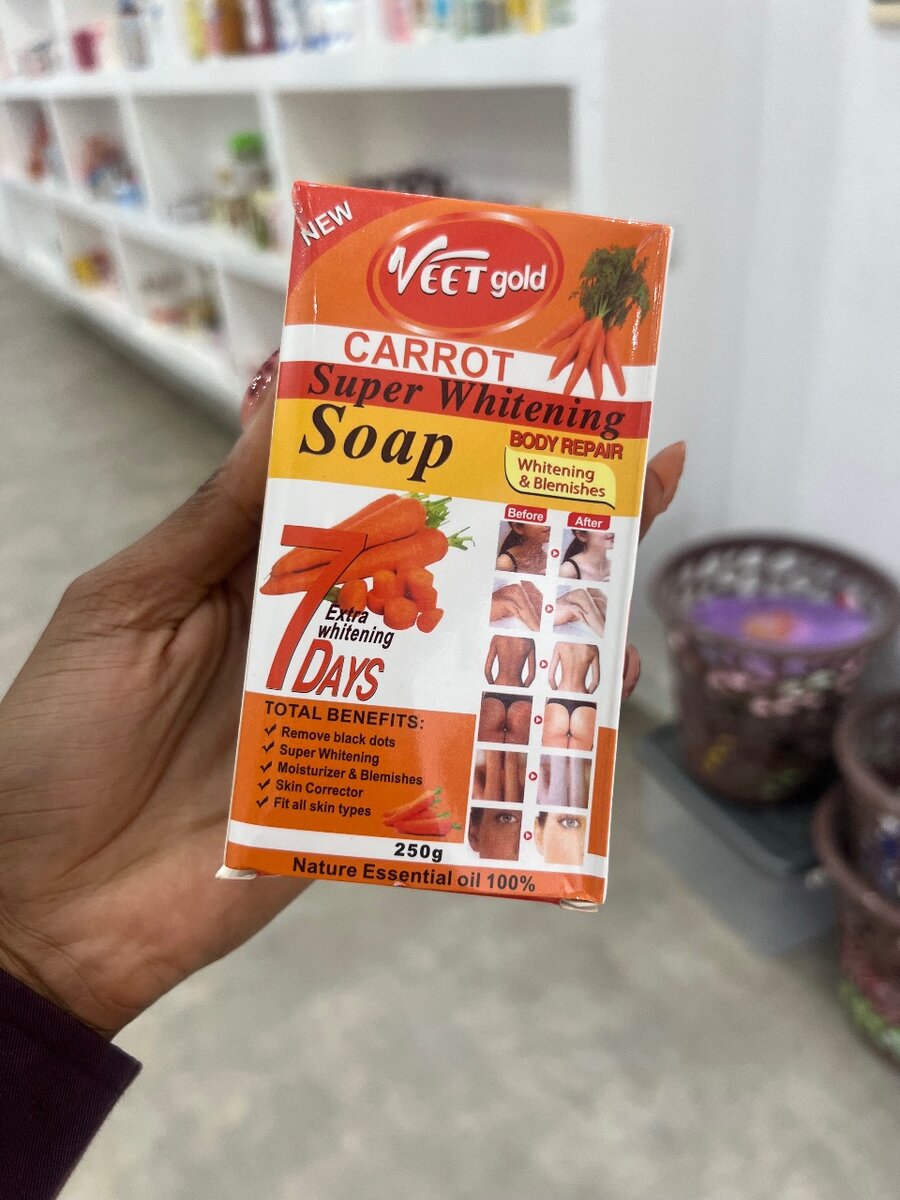 NEW
VEET gold
CARROT
Super Whitening
Soap
BODY REPAIR
Whitening
& Blemishes
Before
After
7
Extra
whitening
DAYS
TOTAL BENEFITS:
Remove black dots
Super Whitening
Moisturizer & Blemishes
Skin Corrector
Fit all skin types
250g
Nature Essential oil 100%